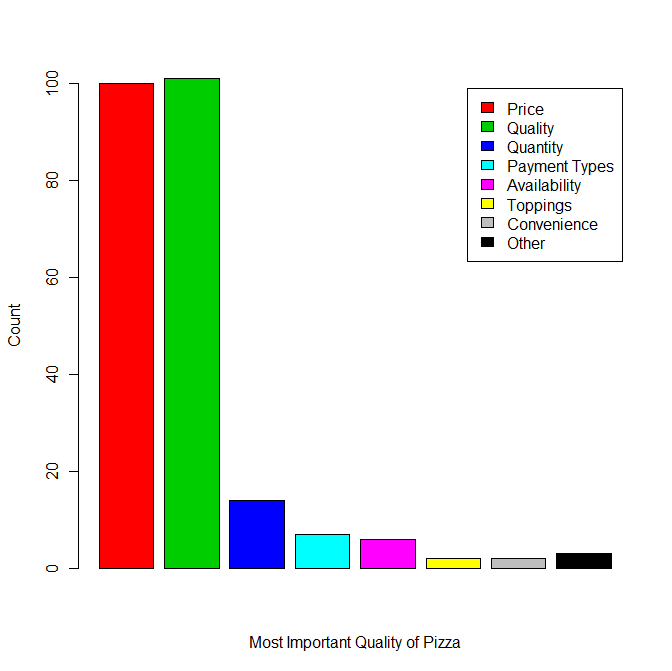 100
80
60
40
20
0
Count
Price
Quality
Quantity
Payment Types
Availability
Toppings
Convenience
Other
Most Important Quality of Pizza